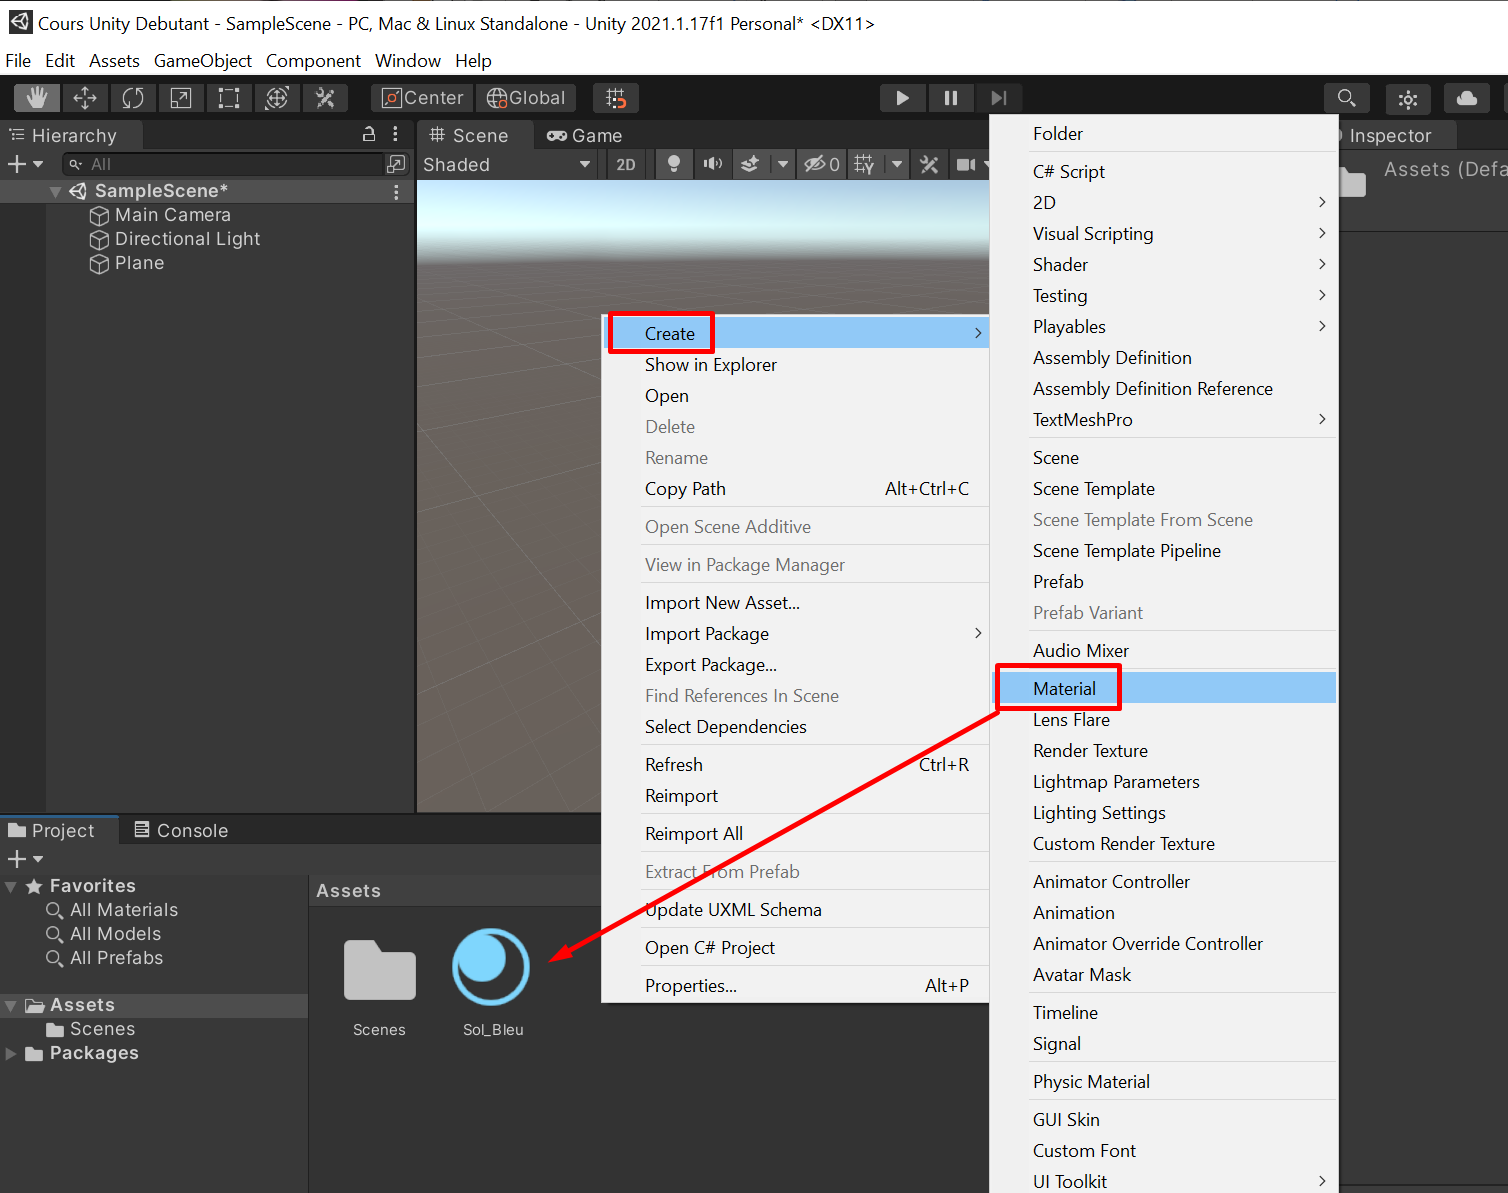 Cours Unity Debutant - SampleScene - PC, Mac & Linux Standalone - Unity 2021.1.17f1 Personal* <DX11>
File Edit Assets GameObject Component Window Help
Center Global
Hierarchy
All
SampleScene*
Main Camera
Directional Light
Plane
Scene Game
Shaded 2D 0
Inspector
Assets (Defa
Create
Show in Explorer
Open
Delete
Rename
Copy Path Alt+Ctrl+C
Open Scene Additive
View in Package Manager
Import New Asset...
Import Package
Export Package...
Find References In Scene
Select Dependencies
Refresh Ctrl+R
Reimport
Reimport All
Extract From Prefab
Update UXML Schema
Open C# Project
Properties... Alt+P
Folder
C# Script
2D
Visual Scripting
Shader
Testing
Playables
Assembly Definition
Assembly Definition Reference
TextMeshPro
Scene
Scene Template
Scene Template From Scene
Scene Template Pipeline
Prefab
Prefab Variant
Audio Mixer
Material
Lens Flare
Render Texture
Lightmap Parameters
Lighting Settings
Custom Render Texture
Animator Controller
Animation
Animator Override Controller
Avatar Mask
Timeline
Signal
Physic Material
GUI Skin
Custom Font
UI Toolkit
Project Console
Favorites
All Materials
All Models
All Prefabs
Assets
Scenes
Packages
Assets
Scenes Sol_Bleu